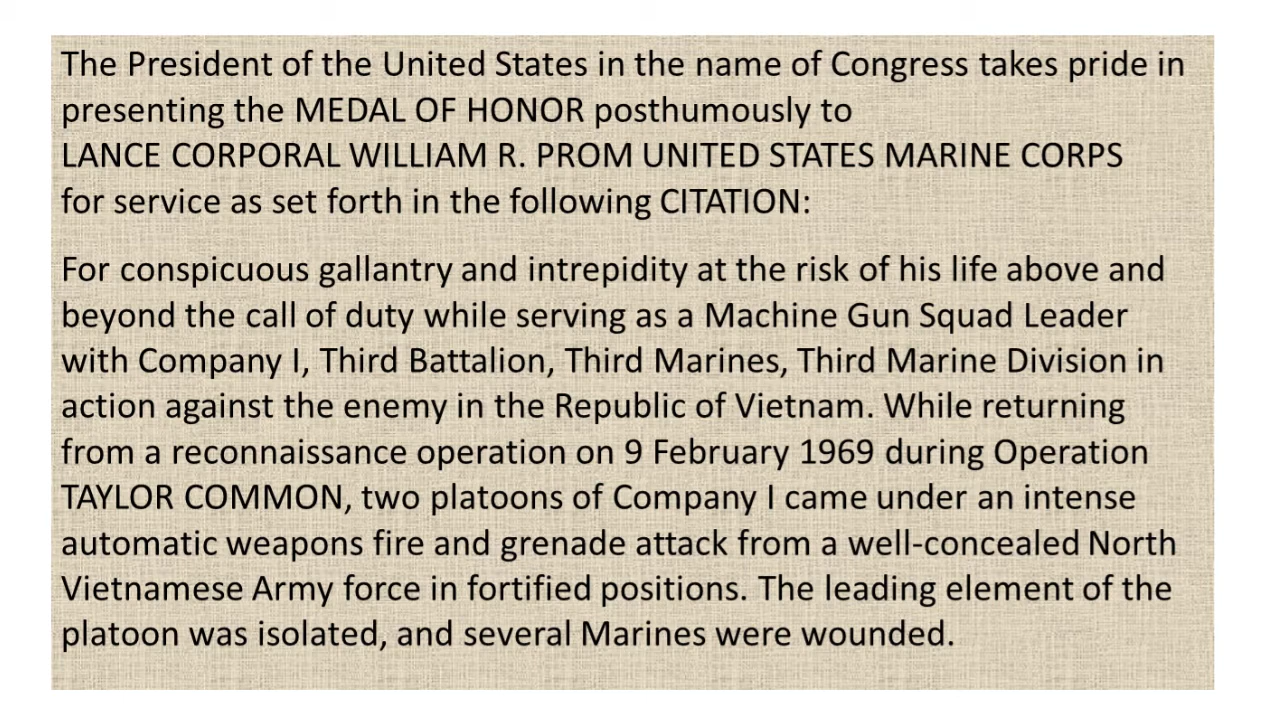 The President of the United States in the name of Congress takes pride in
presenting the MEDAL OF HONOR posthumously to
LANCE CORPORAL WILLIAM R. PROM UNITED STATES MARINE CORPS
for service as set forth in the following CITATION:
For conspicuous gallantry and intrepidity at the risk of his life above and
beyond the call of duty while serving as a Machine Gun Squad Leader
with Company I, Third Battalion, Third Marines, Third Marine Division in
action against the enemy in the Republic of Vietnam. While returning
from a reconnaissance operation on 9 February 1969 during Operation
TAYLOR COMMON, two platoons of Company I came under an intense
automatic weapons fire and grenade attack from a well-concealed North
Vietnamese Army force in fortified positions. The leading element of the
platoon was isolated, and several Marines were wounded.